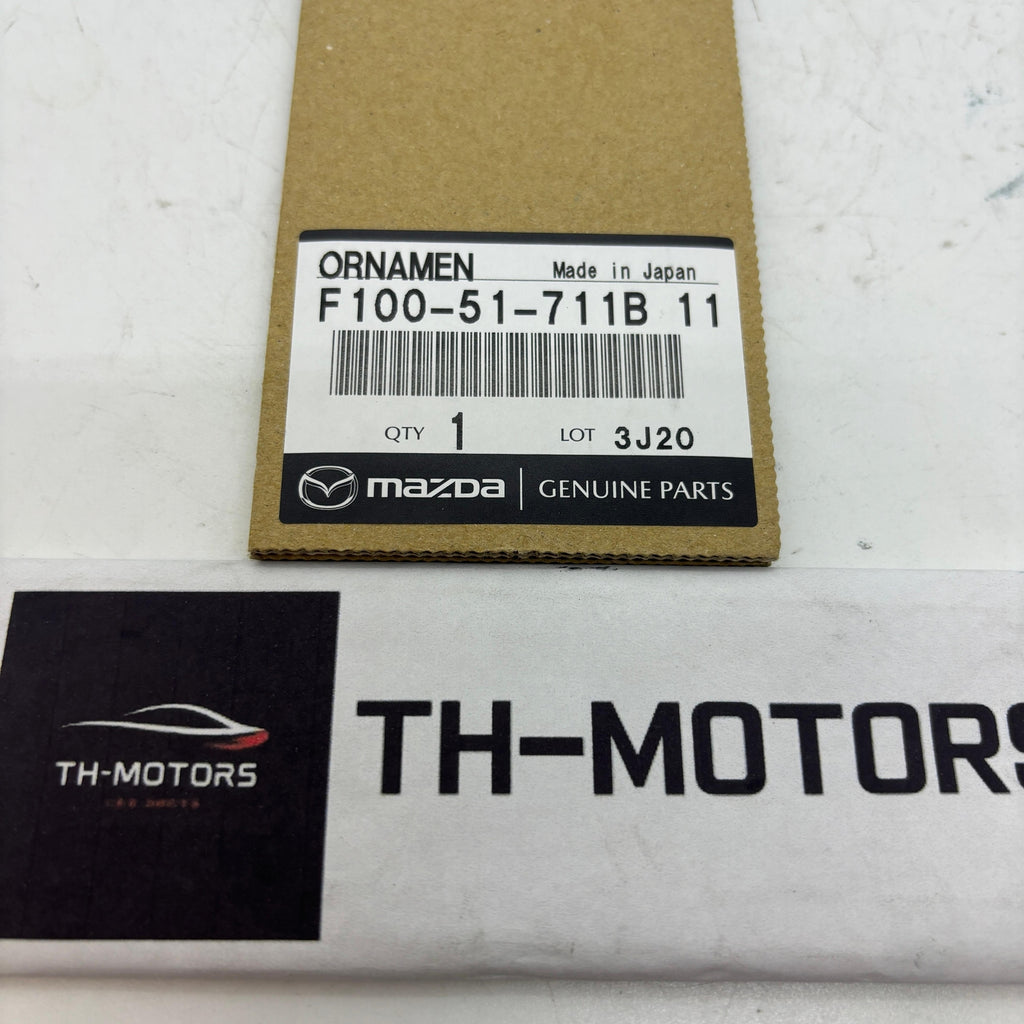 ORNAMEN Made in Japan
F100-51-711B 11
QTY 1 LOT 3J20
mazda GENUINE PARTS
TH-MOTORS
TH-MOTORS